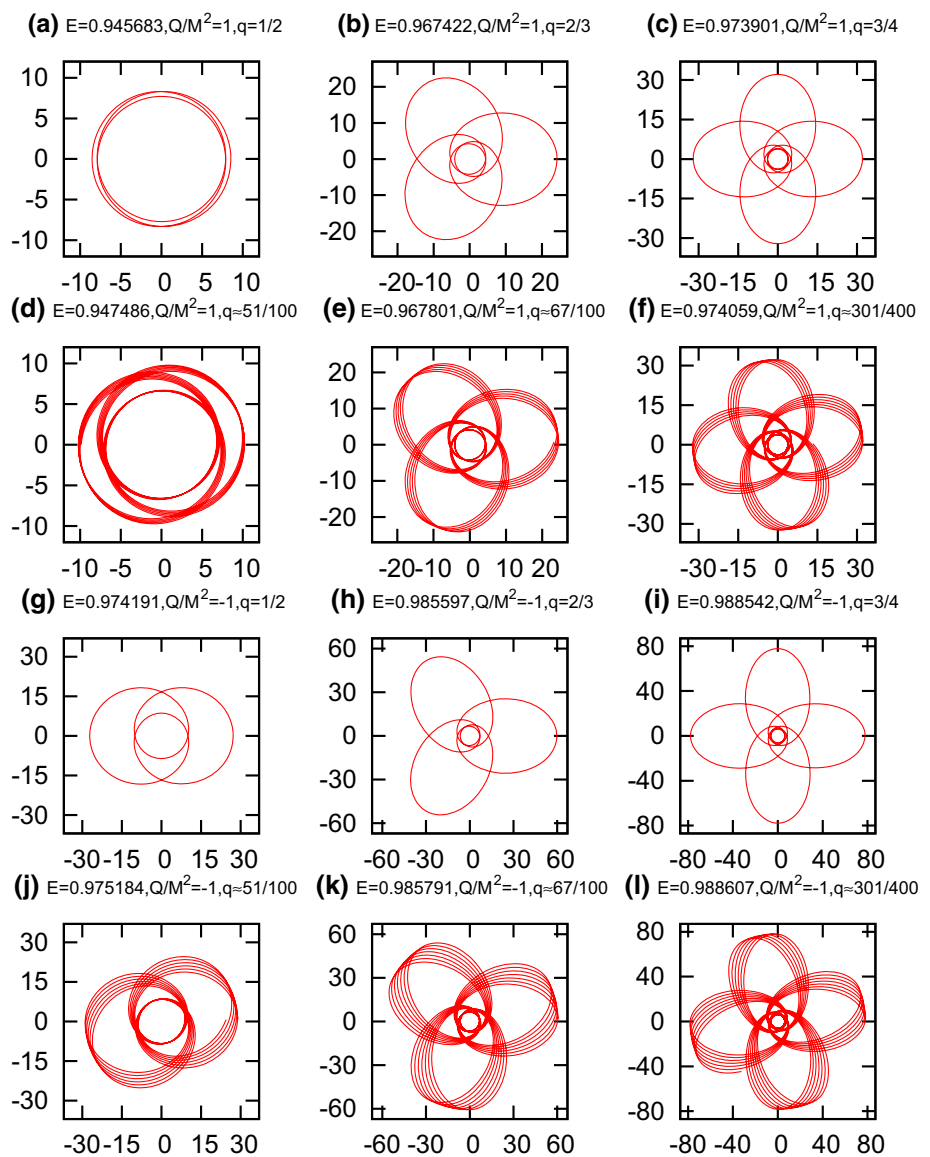 (a) E=0.945683,Q/M²=1,q=1/2
(b) E=0.967422,Q/M²=1,q=2/3
(c) E=0.973901,Q/M²=1,q=3/4
10
5
0
-5
-10
-10 -5 0 5 10
20
10
0
-10
-20
-20 -10 0 10 20
30
15
0
-15
-30
-30 -15 0 15 30
(d) E=0.947486,Q/M²=1,q≈51/100
(e) E=0.967801,Q/M²=1,q≈67/100
(f) E=0.974059,Q/M²=1,q≈301/400
10
5
0
-5
-10
-10 -5 0 5 10
20
10
0
-10
-20
-20 -10 0 10 20
30
15
0
-15
-30
-30 -15 0 15 30
(g) E=0.974191,Q/M²=-1,q=1/2
(h) E=0.985597,Q/M²=-1,q=2/3
(i) E=0.988542,Q/M²=-1,q=3/4
30
15
0
-15
-30
-30 -15 0 15 30
60
30
0
-30
-60
-60 -30 0 30 60
80
40
0
-40
-80
-80 -40 0 40 80
(j) E=0.975184,Q/M²=-1,q≈51/100
(k) E=0.985791,Q/M²=-1,q≈67/100
(l) E=0.988607,Q/M²=-1,q≈301/400
30
15
0
-15
-30
-30 -15 0 15 30
60
30
0
-30
-60
-60 -30 0 30 60
80
40
0
-40
-80
-80 -40 0 40 80